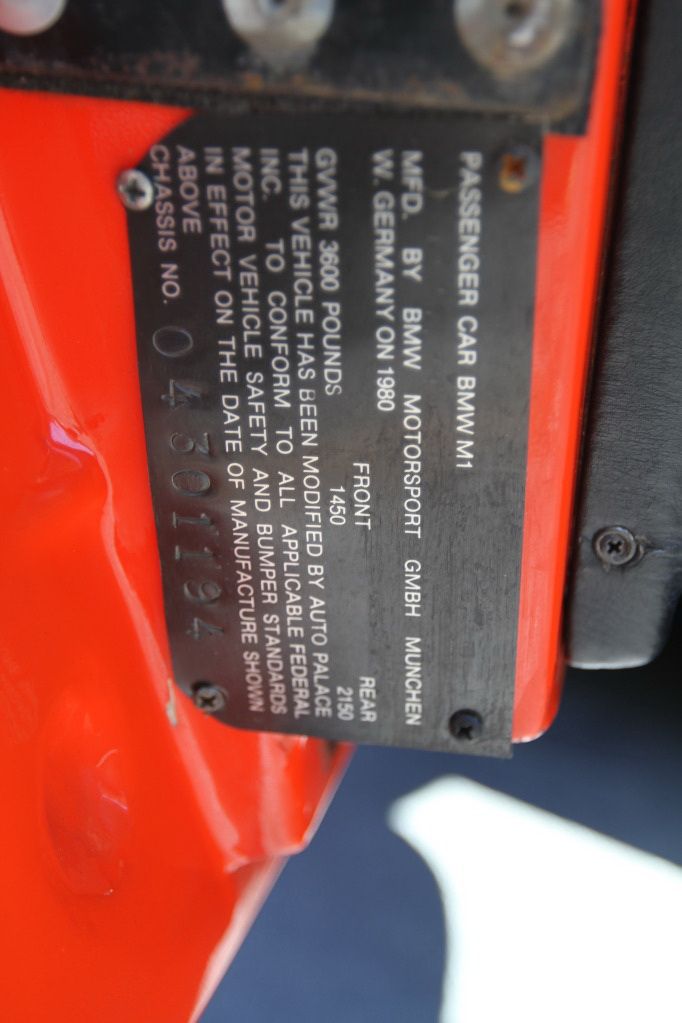 PASSENGER CAR BMW M1
MFD. BY BMW MOTORSPORT GMBH MUNCHEN
W. GERMANY ON 1980
FRONT REAR
GVWR 3600 POUNDS 1450 2150
THIS VEHICLE HAS BEEN MODIFIED BY AUTO PALACE
INC. TO CONFORM TO ALL APPLICABLE FEDERAL
MOTOR VEHICLE SAFETY AND BUMPER STANDARDS
IN EFFECT ON THE DATE OF MANUFACTURE SHOWN
ABOVE
CHASSIS NO. 04301194